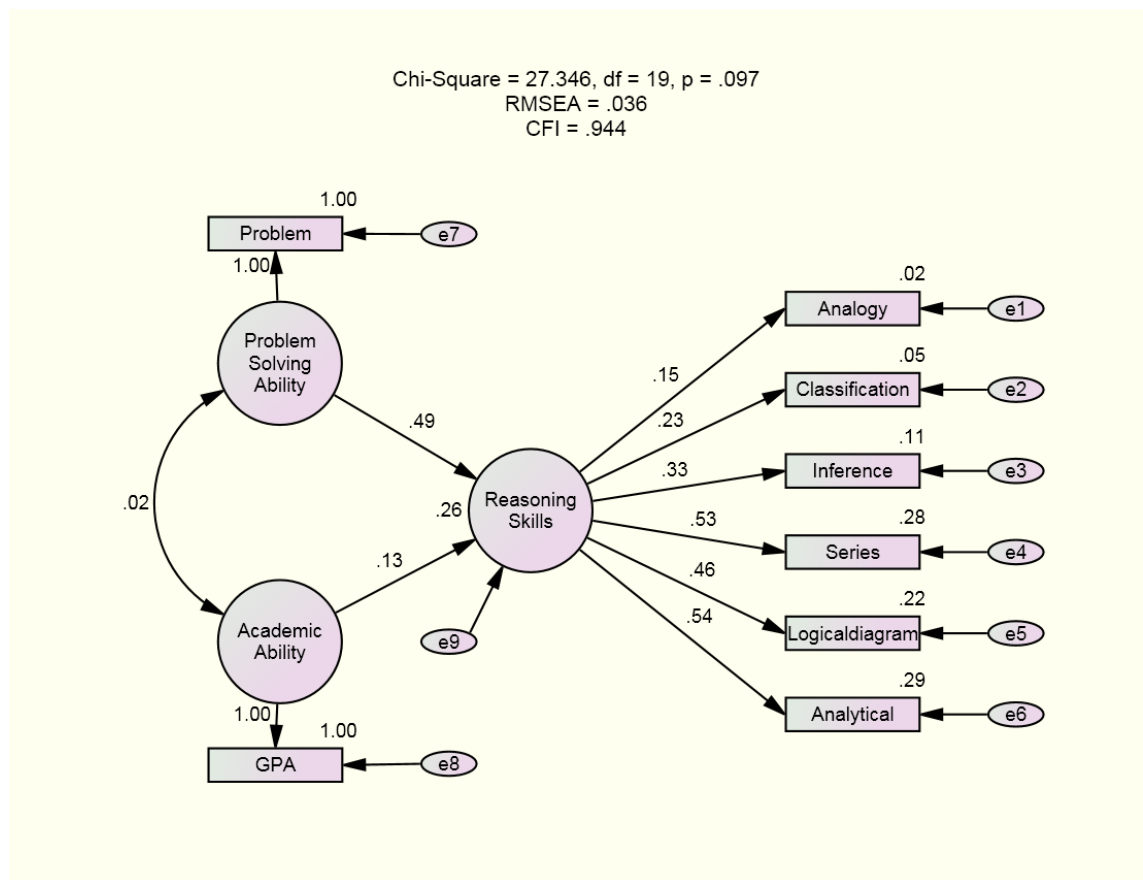 Chi-Square = 27.346, df = 19, p = .097
RMSEA = .036
CFI = .944
1.00
Problem
e7
1.00
Problem
Solving
Ability
.49
.02
.26
Reasoning
Skills
.13
e9
Academic
Ability
1.00
1.00
GPA
e8
.15
.02
Analogy
e1
.23
.05
Classification
e2
.33
.11
Inference
e3
.53
.28
Series
e4
.46
.22
Logicaldiagram
e5
.54
.29
Analytical
e6